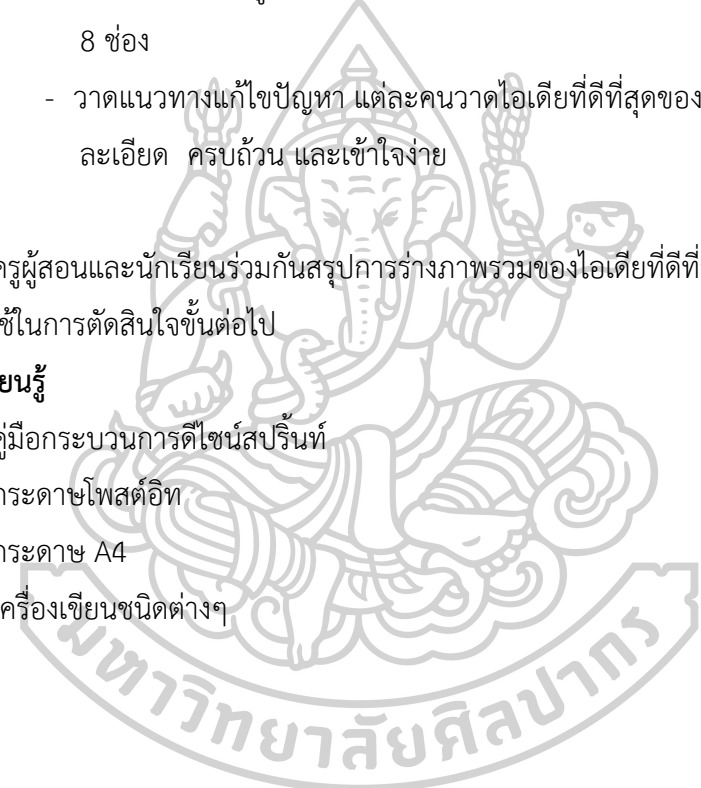 8 ช่อง
- วาดแนวทางแก้ไขปัญหา แต่ละคนวาดไอเดียที่ดีที่สุดของ
ละเอียด ครบถ้วน และเข้าใจง่าย
ครูผู้สอนและนักเรียนร่วมกันสรุปการร่างภาพรวมของไอเดียที่ดีที่
ช้ในการตัดสินใจขั้นต่อไป
ยนรู้
คู่มือกระบวนการดีไซน์สปริ้นท์
กระดาษโพสต์อิท
กระดาษ A4
ครื่องเขียนชนิดต่างๆ
มหาวิทยาลัยศิลปากร